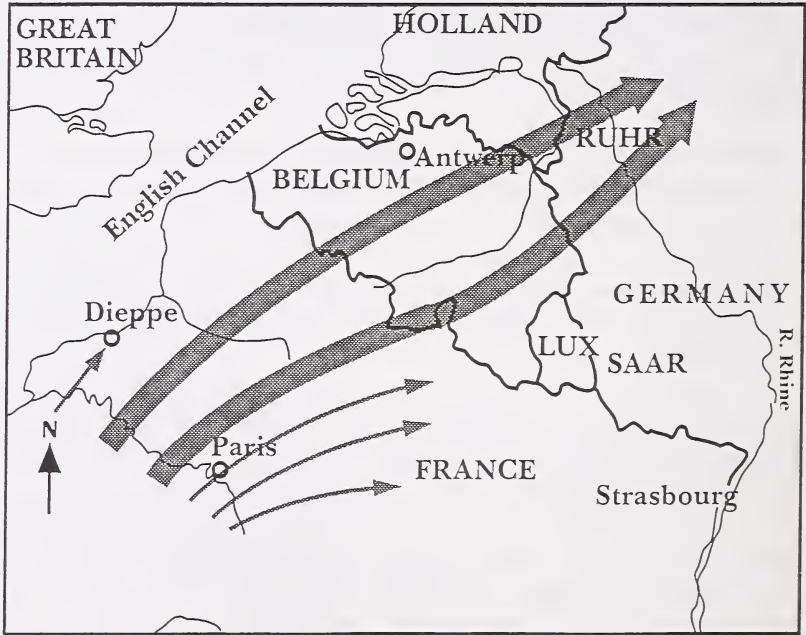 GREAT
BRITAIN
HOLLAND
English Channel
RUHR
Antwerp
BELGIUM
Dieppe
GERMANY
LUX
SAAR
R. Rhine
N
Paris
FRANCE
Strasbourg